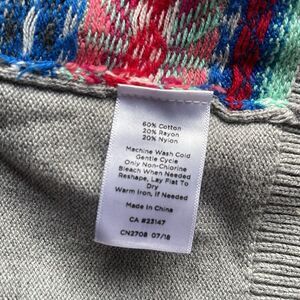 60% Cotton
20% Rayon
20% Nylon
Machine Wash Cold
Gentle Cycle
Only Non-Chlorine
Bleach When Needed
Reshape, Lay Flat To
Dry
Warm Iron, If Needed
Made In China
CA #23147
CN2708 07/18